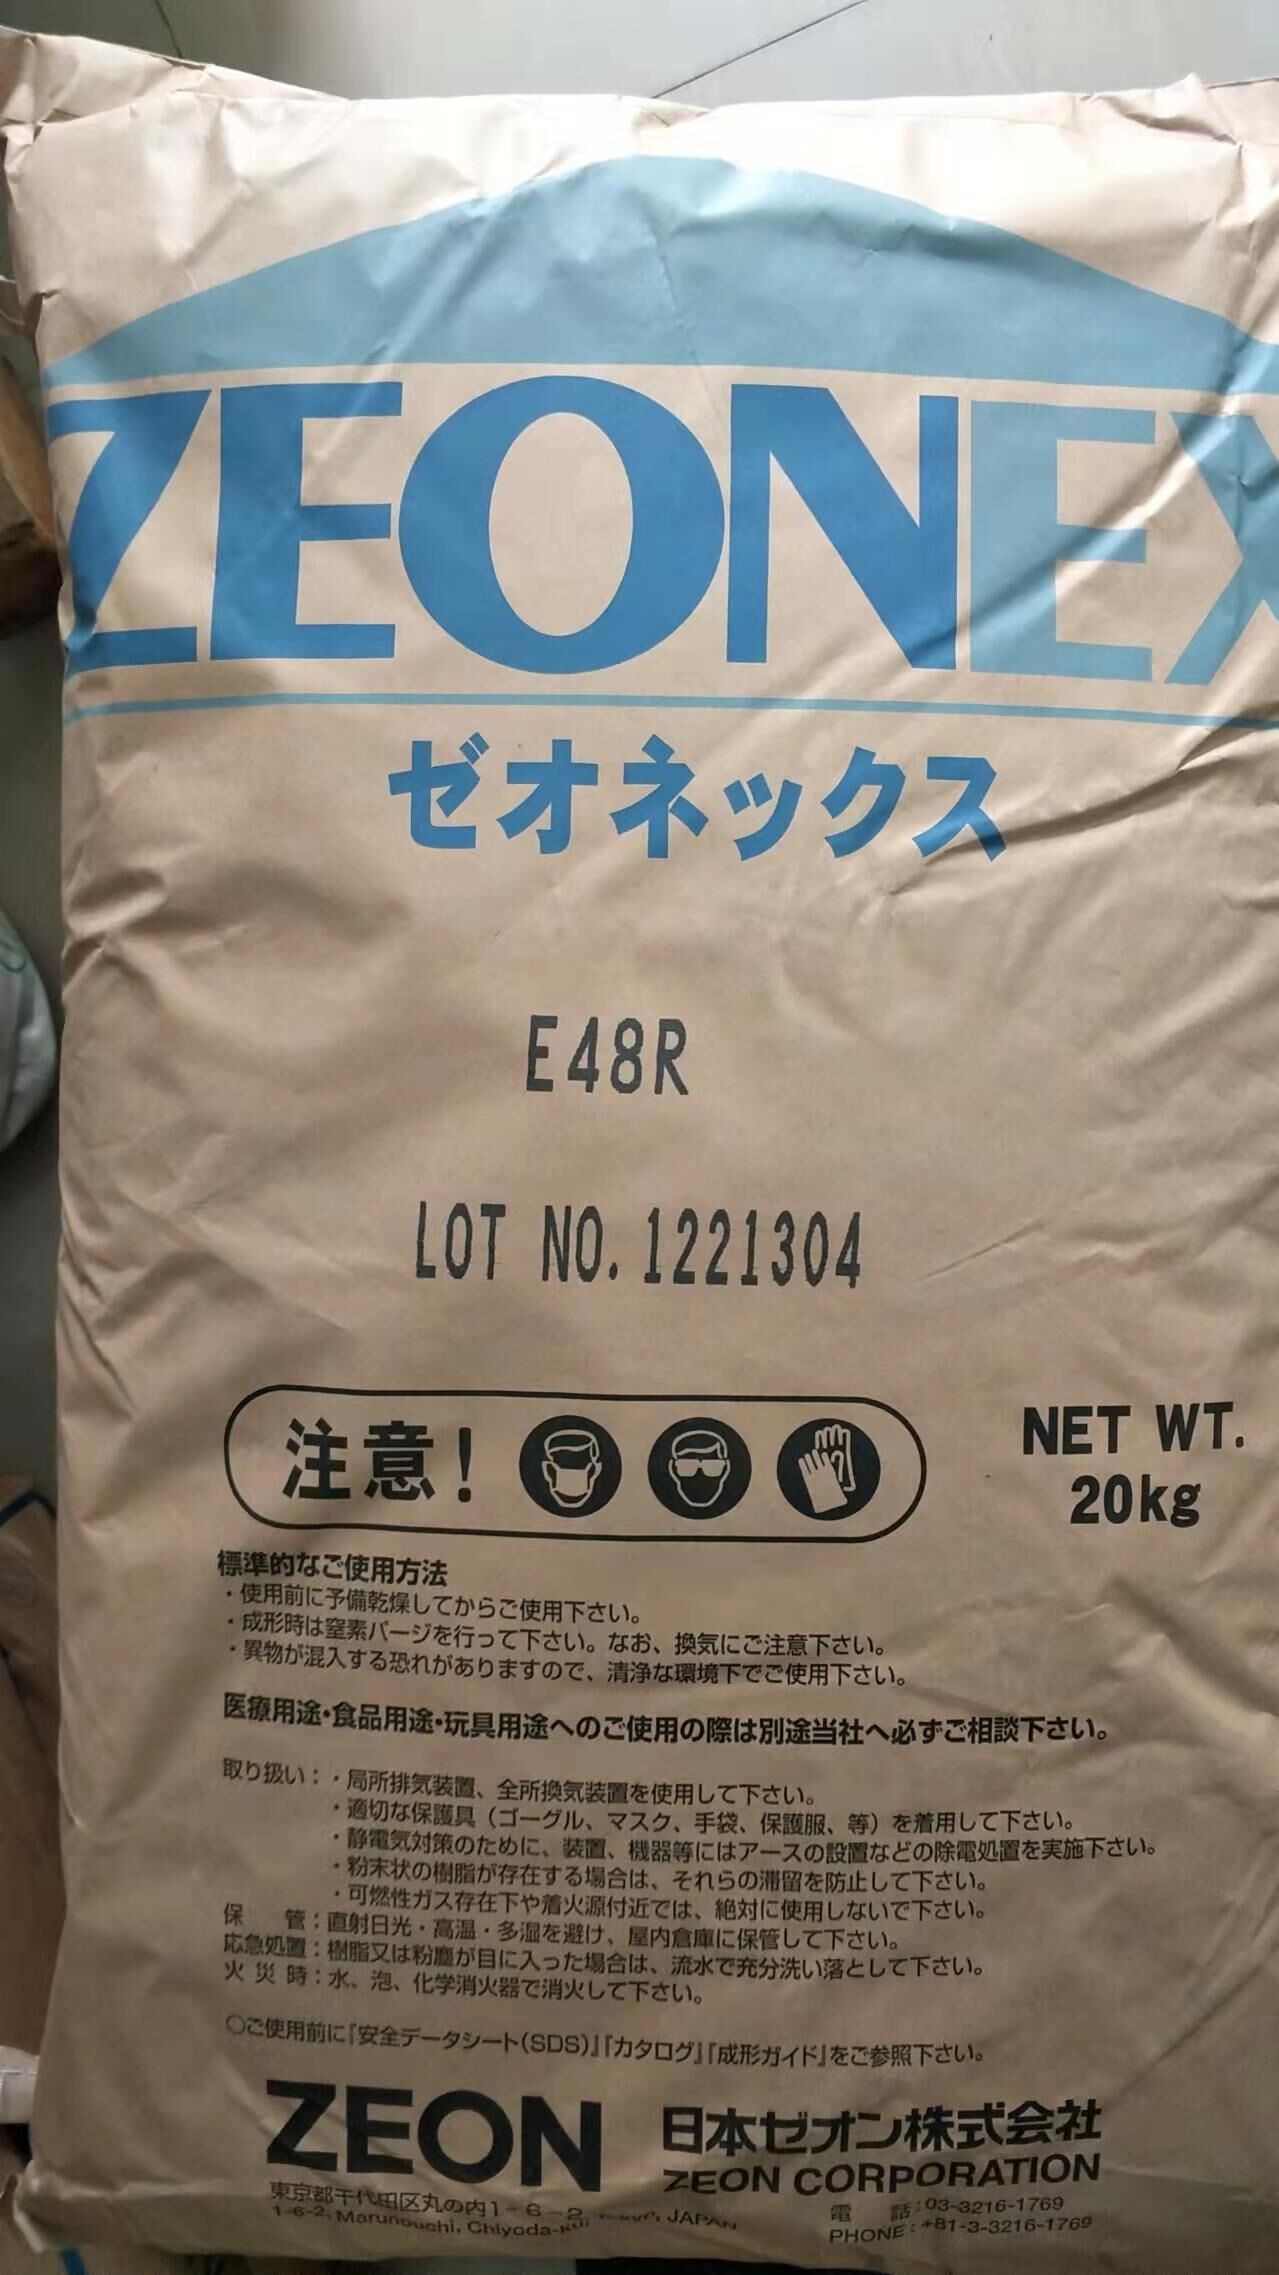 ZEONEX
ゼオネックス
E48R
LOT NO. 1221304
注意!
NET WT.
20kg
標準的なご使用方法
・使用前に予備乾燥してからご使用下さい。
・成形時は窒素パージを行って下さい。なお、換気にご注意下さい。
・異物が混入する恐れがありますので、清浄な環境下でご使用下さい。
医療用途・食品用途・玩具用途へのご使用の際は別途当社へ必ずご相談下さい。
取り扱い:・局所排気装置、全所換気装置を使用して下さい。
・適切な保護具(ゴーグル、マスク、手袋、保護服、等)を着用して下さい。
・静電気対策のために、装置、機器等にはアースの設置などの除電処置を実施下さい。
・粉末状の樹脂が存在する場合は、それらの滞留を防止して下さい。
・可燃性ガス存在下や着火源付近では、絶対に使用しないで下さい。
保 管:直射日光・高温・多湿を避け、屋内倉庫に保管して下さい。
応急処置:樹脂又は粉塵が目に入った場合は、流水で充分洗い落として下さい。
火災時:水、泡、化学消火器で消火して下さい。
○ご使用前に『安全データシート(SDS)』『カタログ』『成形ガイド』をご参照下さい。
ZEON
日本ゼオン株式会社
ZEON CORPORATION
東京都千代田区丸の内1-6-2
1-6-2, Marunouchi, Chiyoda-ku, JAPAN
電 話:03-3216-1769
PHONE:+81-3-3216-1769